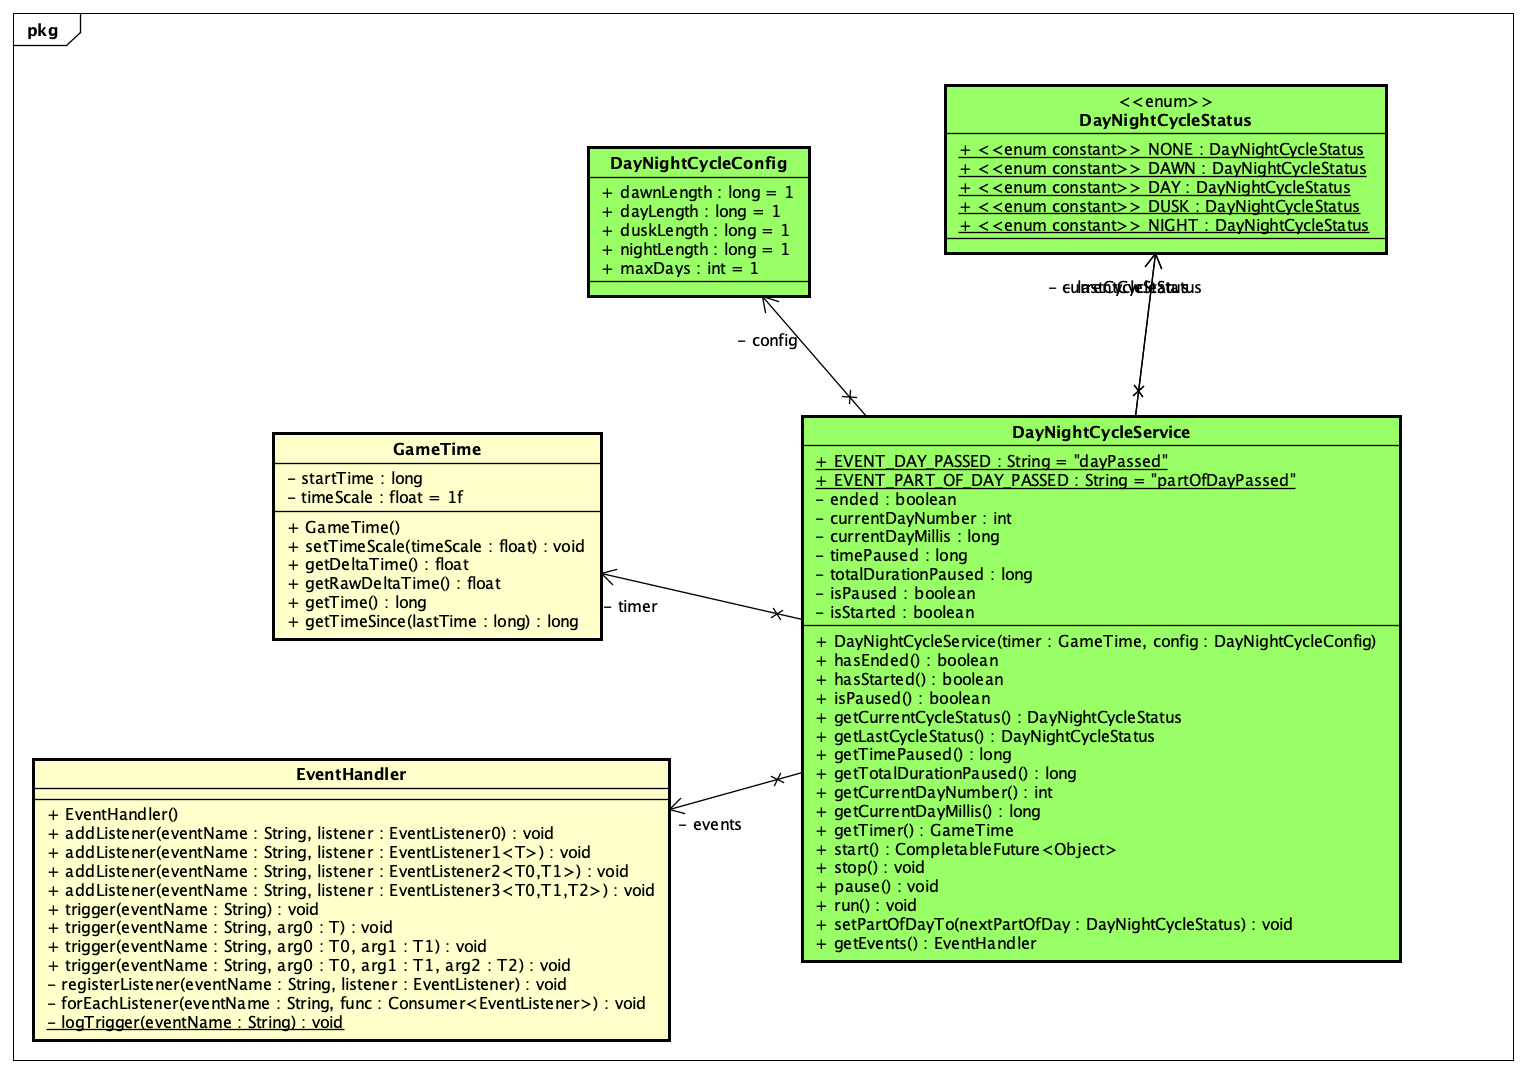 pkg
<<enum>>
DayNightCycleStatus
+ <<enum constant>> NONE : DayNightCycleStatus
+ <<enum constant>> DAWN : DayNightCycleStatus
+ <<enum constant>> DAY : DayNightCycleStatus
+ <<enum constant>> DUSK : DayNightCycleStatus
+ <<enum constant>> NIGHT : DayNightCycleStatus
DayNightCycleConfig
+ dawnLength : long = 1
+ dayLength : long = 1
+ duskLength : long = 1
+ nightLength : long = 1
+ maxDays : int = 1
- currentCycleStatus
- lastCycleStatus
- config
DayNightCycleService
+ EVENT_DAY_PASSED : String = "dayPassed"
+ EVENT_PART_OF_DAY_PASSED : String = "partOfDayPassed"
- ended : boolean
- currentDayNumber : int
- currentDayMillis : long
- timePaused : long
- totalDurationPaused : long
- isPaused : boolean
- isStarted : boolean
+ DayNightCycleService(timer : GameTime, config : DayNightCycleConfig)
+ hasEnded() : boolean
+ hasStarted() : boolean
+ isPaused() : boolean
+ getCurrentCycleStatus() : DayNightCycleStatus
+ getLastCycleStatus() : DayNightCycleStatus
+ getTimePaused() : long
+ getTotalDurationPaused() : long
+ getCurrentDayNumber() : int
+ getCurrentDayMillis() : long
+ getTimer() : GameTime
+ start() : CompletableFuture<Object>
+ stop() : void
+ pause() : void
+ run() : void
+ setPartOfDayTo(nextPartOfDay : DayNightCycleStatus) : void
+ getEvents() : EventHandler
GameTime
- startTime : long
- timeScale : float = 1f
+ GameTime()
+ setTimeScale(timeScale : float) : void
+ getDeltaTime() : float
+ getRawDeltaTime() : float
+ getTime() : long
+ getTimeSince(lastTime : long) : long
- timer
EventHandler
+ EventHandler()
+ addListener(eventName : String, listener : EventListener0) : void
+ addListener(eventName : String, listener : EventListener1<T>) : void
+ addListener(eventName : String, listener : EventListener2<T0,T1>) : void
+ addListener(eventName : String, listener : EventListener3<T0,T1,T2>) : void
+ trigger(eventName : String) : void
+ trigger(eventName : String, arg0 : T) : void
+ trigger(eventName : String, arg0 : T0, arg1 : T1) : void
+ trigger(eventName : String, arg0 : T0, arg1 : T1, arg2 : T2) : void
- registerListener(eventName : String, listener : EventListener) : void
- forEachListener(eventName : String, func : Consumer<EventListener>) : void
- logTrigger(eventName : String) : void
- events